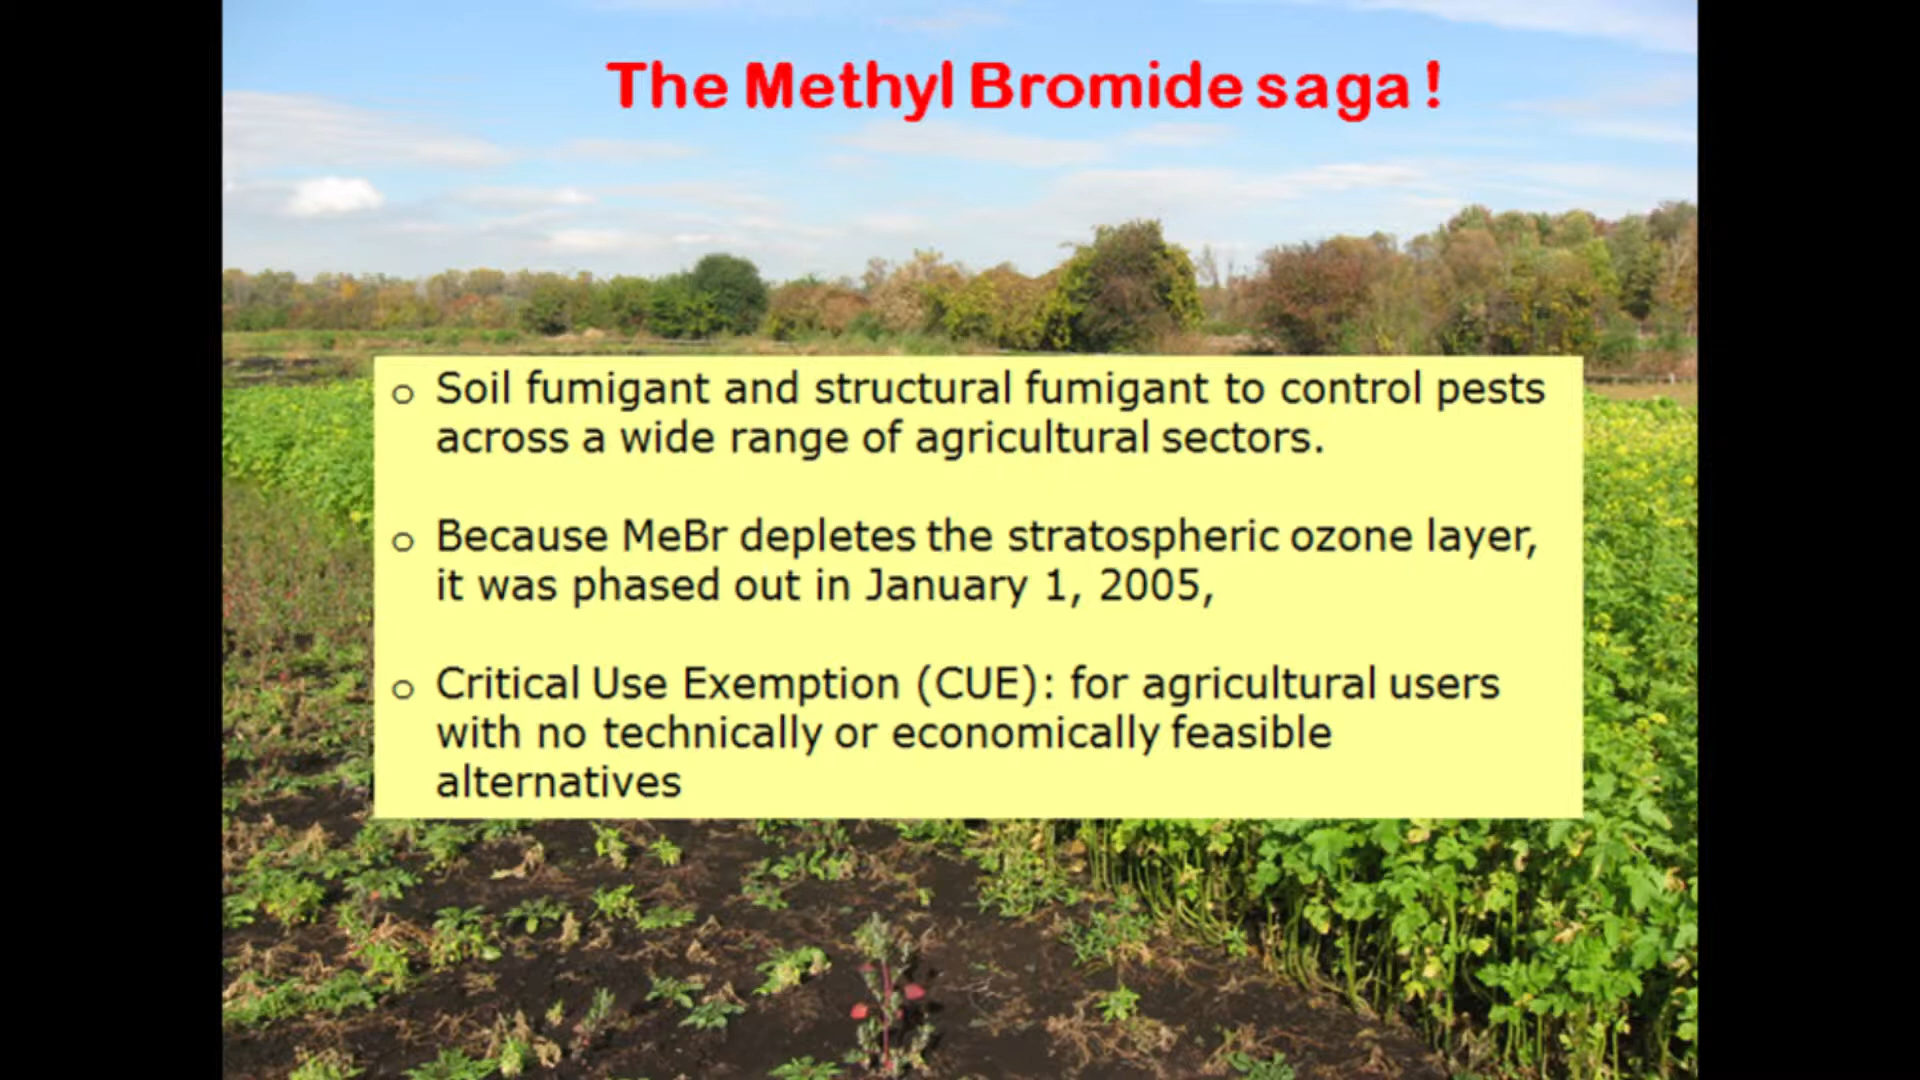 The Methyl Bromide saga !
o Soil fumigant and structural fumigant to control pests
across a wide range of agricultural sectors.
o Because MeBr depletes the stratospheric ozone layer,
it was phased out in January 1, 2005,
o Critical Use Exemption (CUE): for agricultural users
with no technically or economically feasible
alternatives